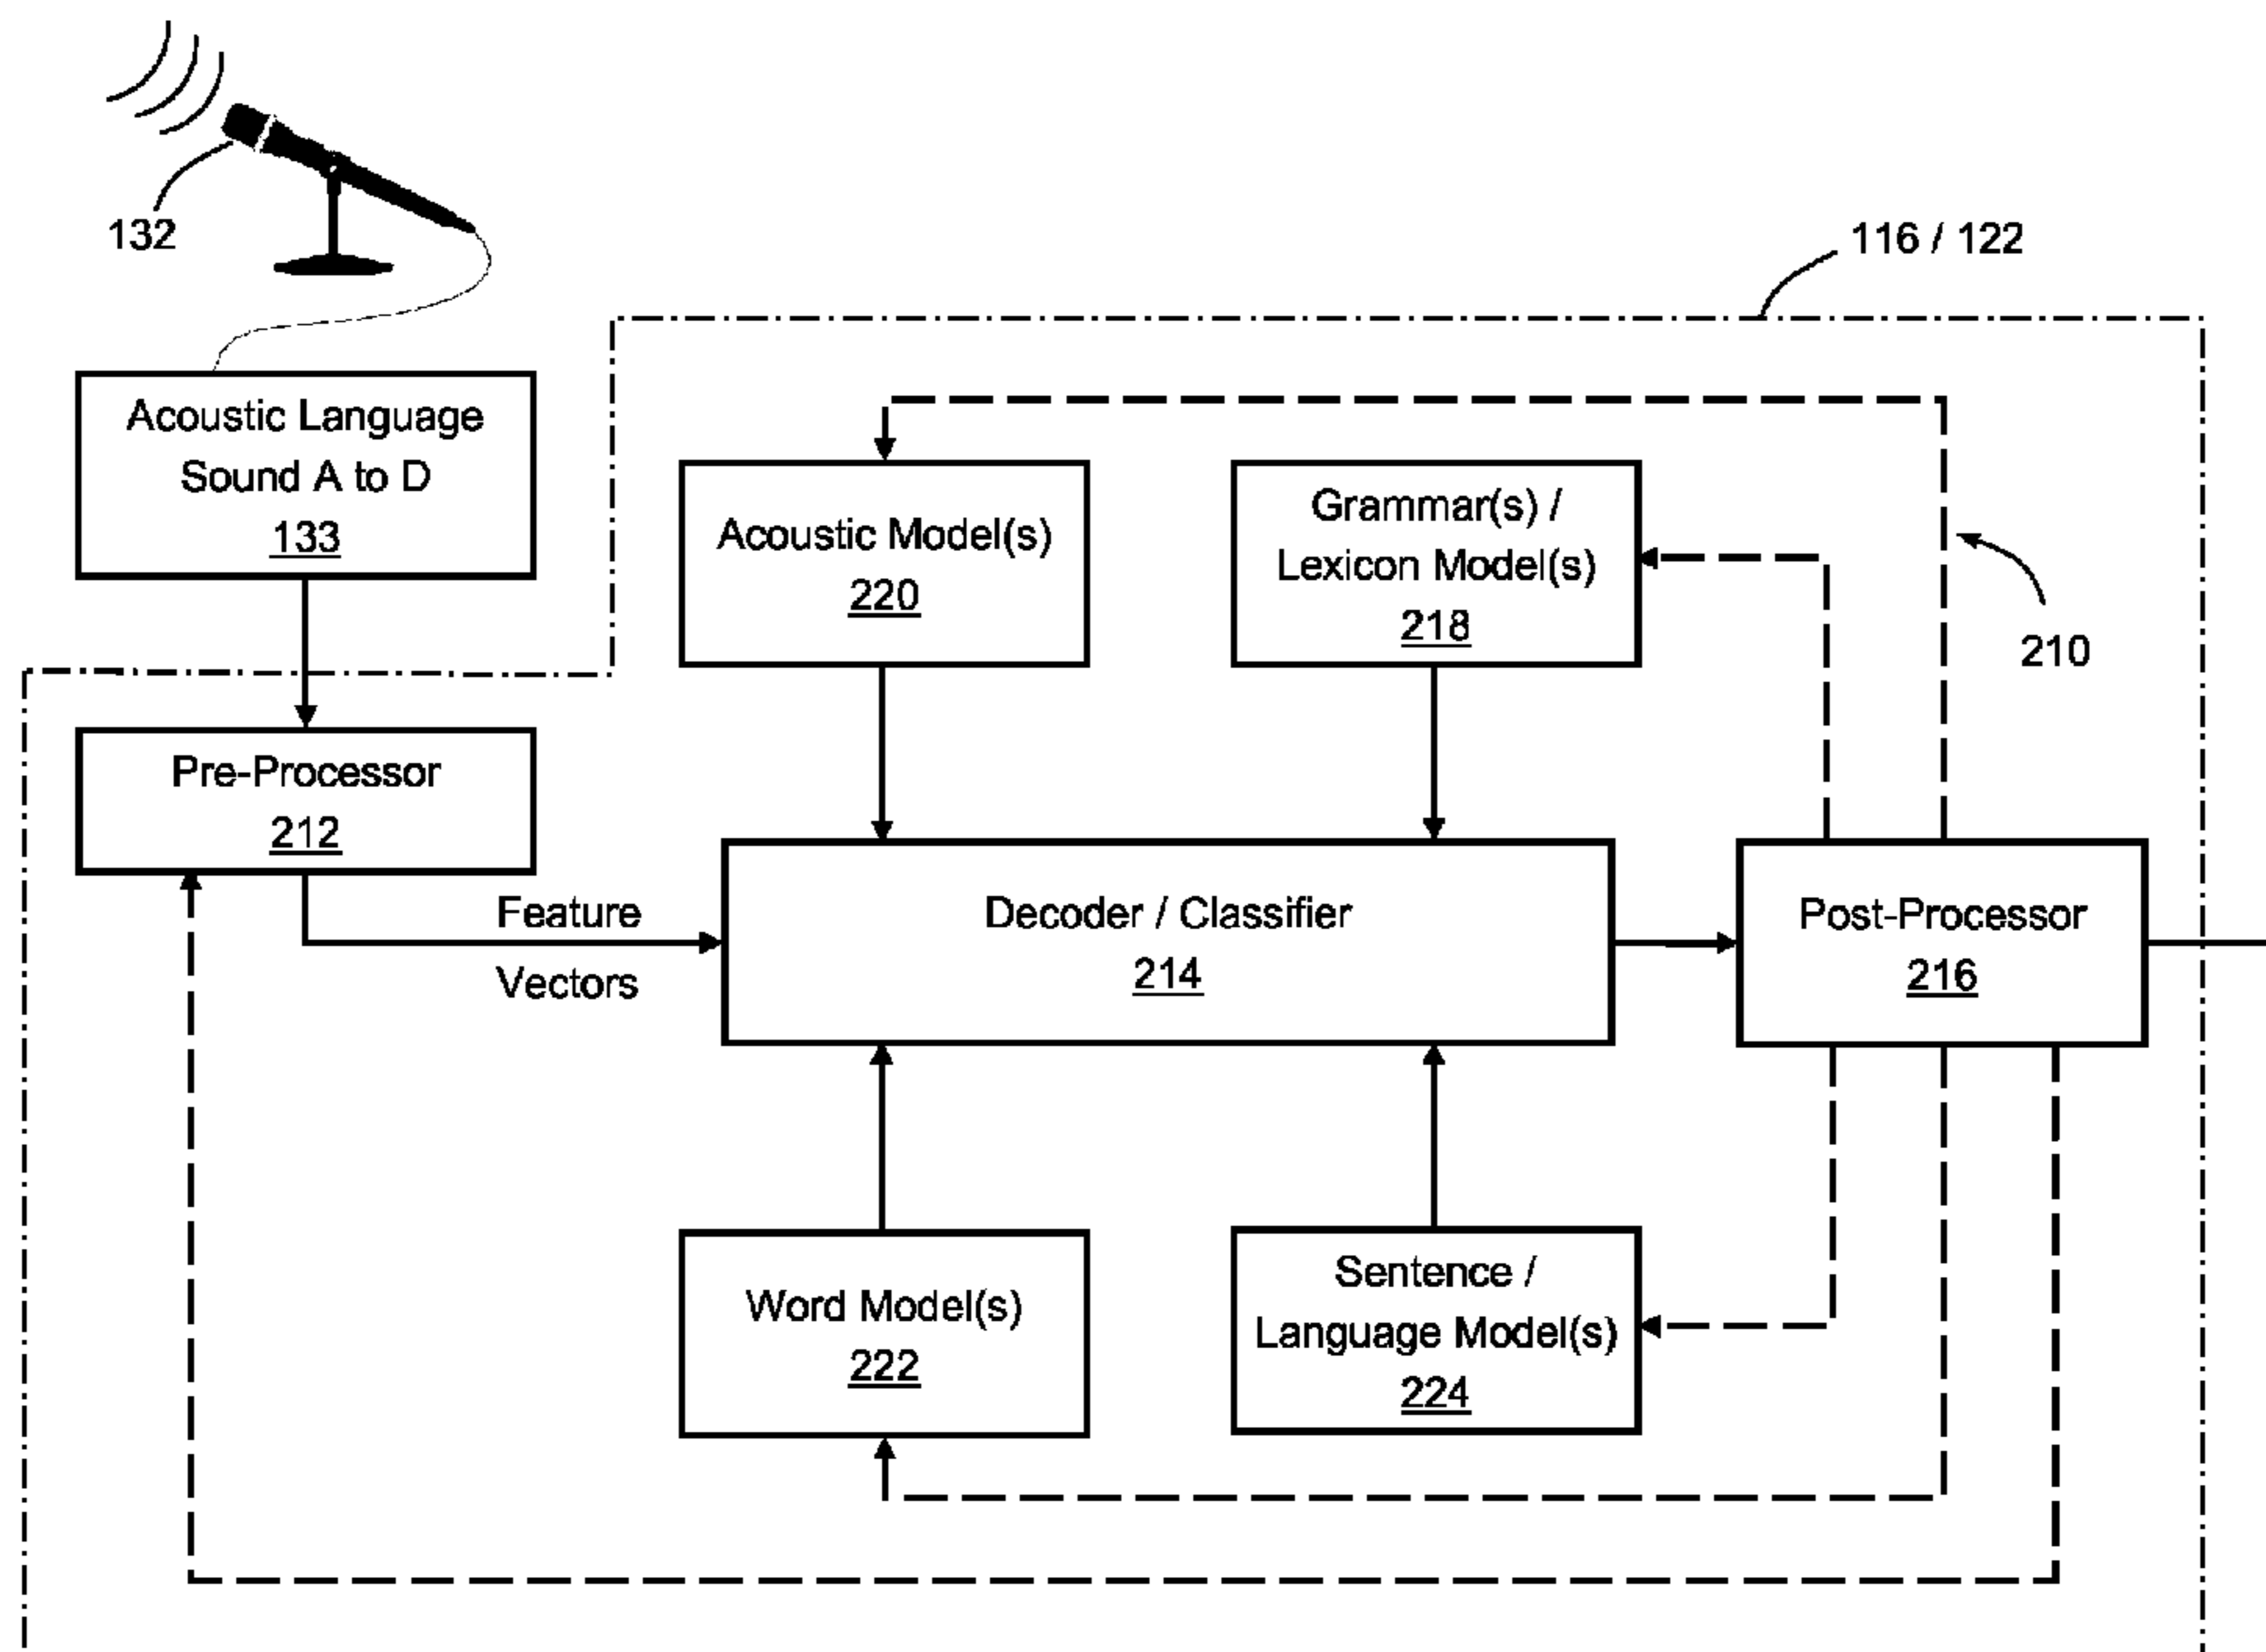 132
116 / 122
Acoustic Language
Sound A to D
133
Acoustic Model(s)
220
Grammar(s) /
Lexicon Model(s)
218
210
Pre-Processor
212
Feature
Vectors
Decoder / Classifier
214
Post-Processor
216
Word Model(s)
222
Sentence /
Language Model(s)
224